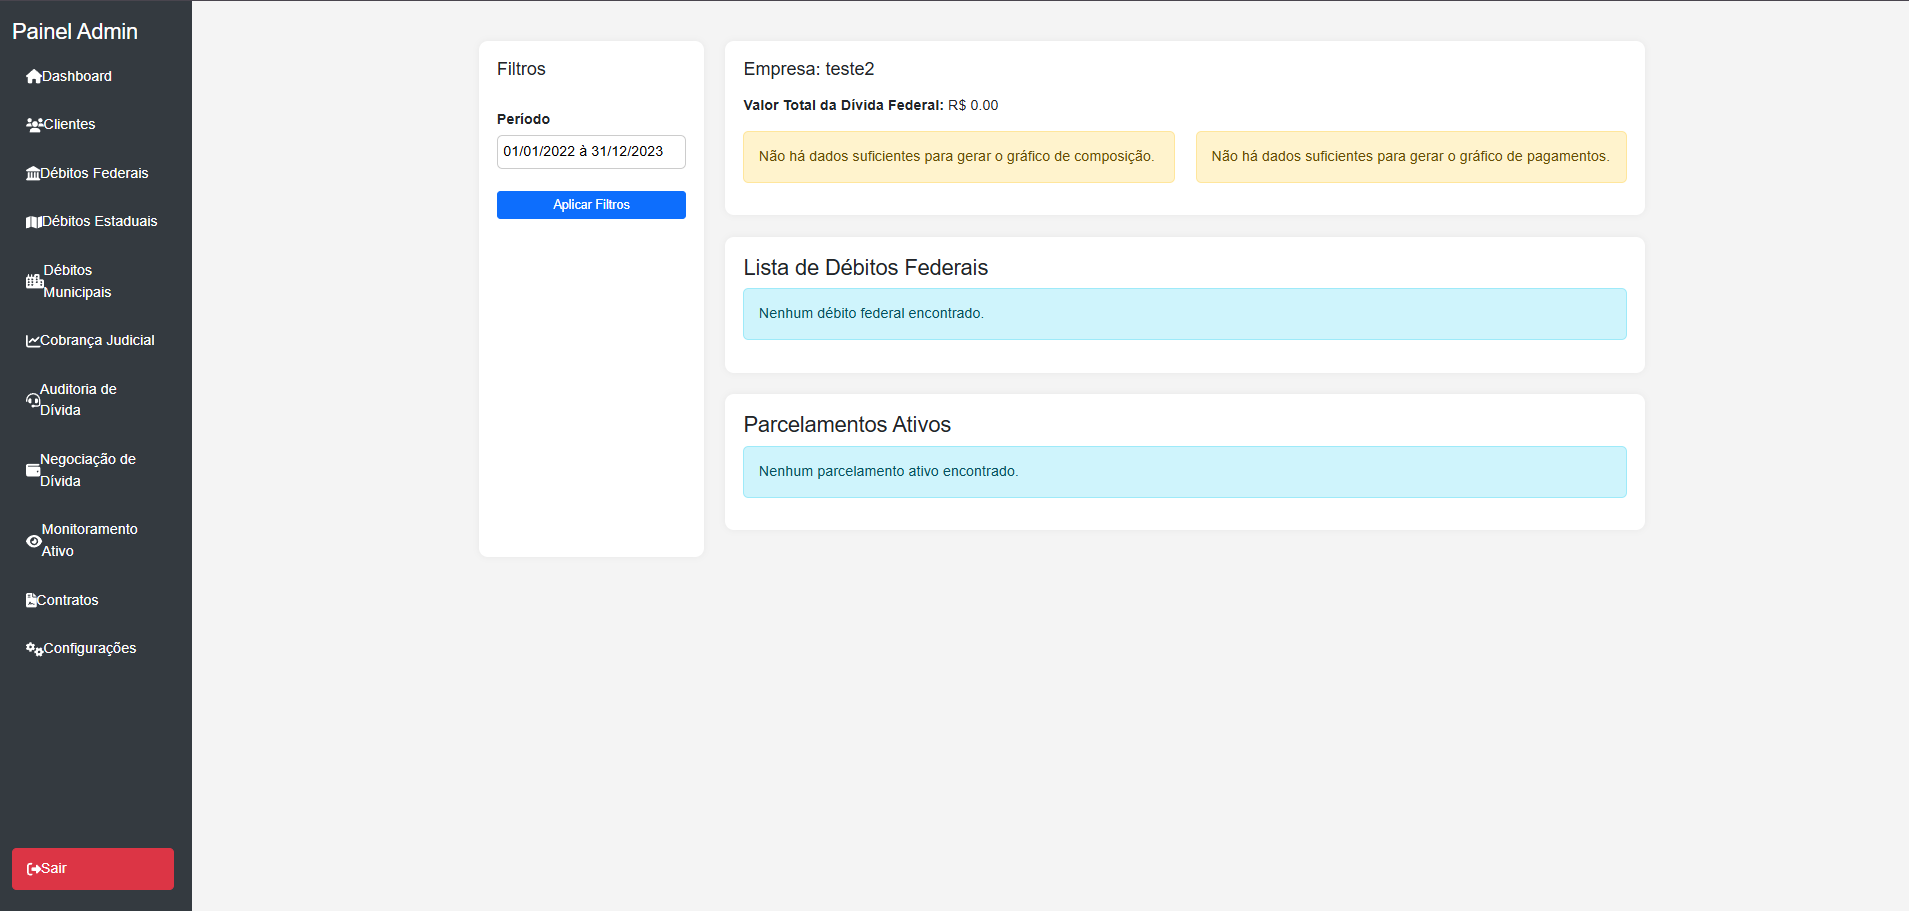 Painel Admin
Dashboard
Clientes
Débitos Federais
Débitos Estaduais
Débitos
Municipais
Cobrança Judicial
Auditoria de
Dívida
Negociação de
Dívida
Monitoramento
Ativo
Contratos
Configurações
Sair
Filtros
Período
01/01/2022 à 31/12/2023
Aplicar Filtros
Empresa: teste2
Valor Total da Dívida Federal: R$ 0.00
Não há dados suficientes para gerar o gráfico de composição.
Não há dados suficientes para gerar o gráfico de pagamentos.
Lista de Débitos Federais
Nenhum débito federal encontrado.
Parcelamentos Ativos
Nenhum parcelamento ativo encontrado.